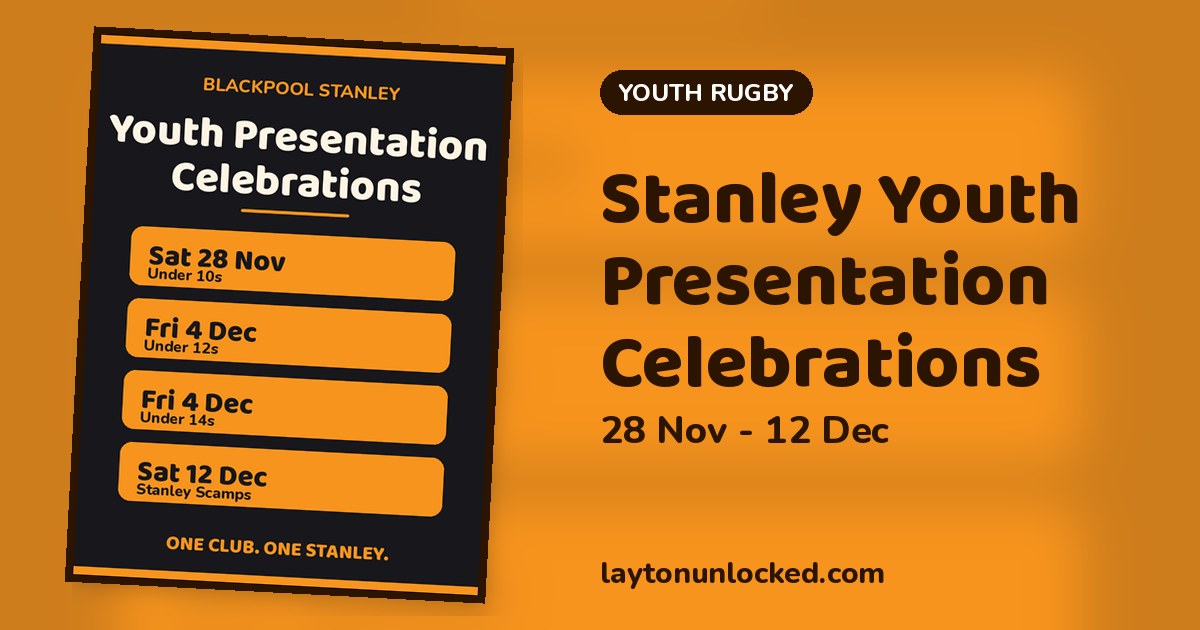 BLACKPOOL STANLEY
Youth Presentation
Celebrations
Sat 28 Nov
Under 10s
Fri 4 Dec
Under 12s
Fri 4 Dec
Under 14s
Sat 12 Dec
Stanley Scamps
ONE CLUB. ONE STANLEY.
YOUTH RUGBY
Stanley Youth
Presentation
Celebrations
28 Nov - 12 Dec
laytonunlocked.com